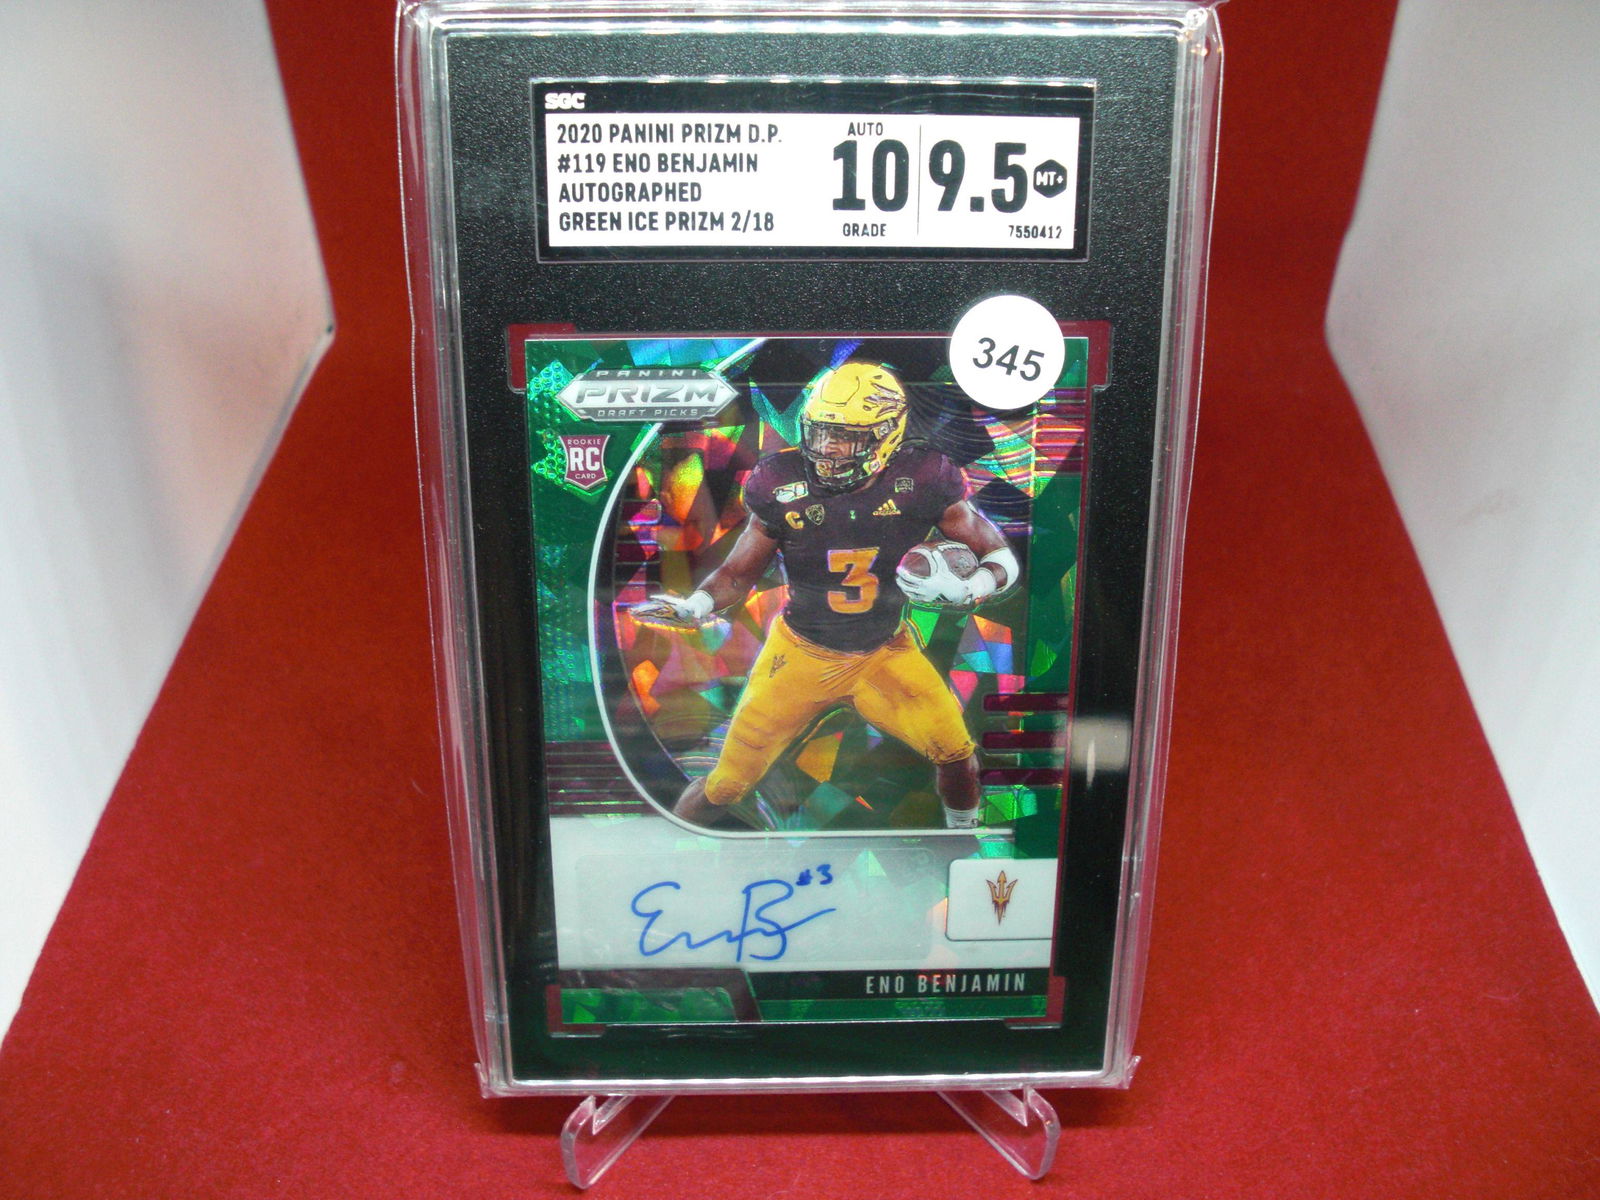 SGC
2020 PANINI PRIZM D.P.
#119 ENO BENJAMIN
AUTOGRAPHED
GREEN ICE PRIZM 2/18
AUTO
10
GRADE
9.5
MT+
7550412
345
PANINI
PRIZM
DRAFT PICKS
ROOKIE
RC
CARD
C
adidas
3
#3
ENO BENJAMIN